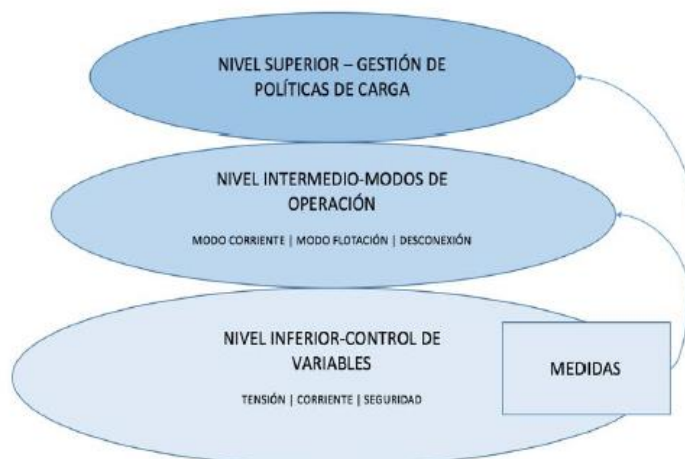 NIVEL SUPERIOR – GESTIÓN DE
POLÍTICAS DE CARGA
NIVEL INTERMEDIO-MODOS DE
OPERACIÓN
MODO CORRIENTE | MODO FLOTACIÓN | DESCONEXIÓN
NIVEL INFERIOR-CONTROL DE
VARIABLES
TENSIÓN | CORRIENTE | SEGURIDAD
MEDIDAS